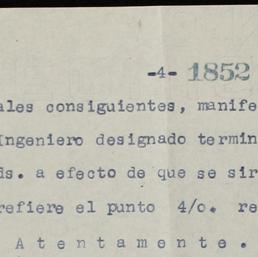 -4- 1852
ales consiguientes, manife
Ingeniero designado termin
ds. a efecto de que se sir
refiere el punto 4/o. re
A t e n t a m e n t e .